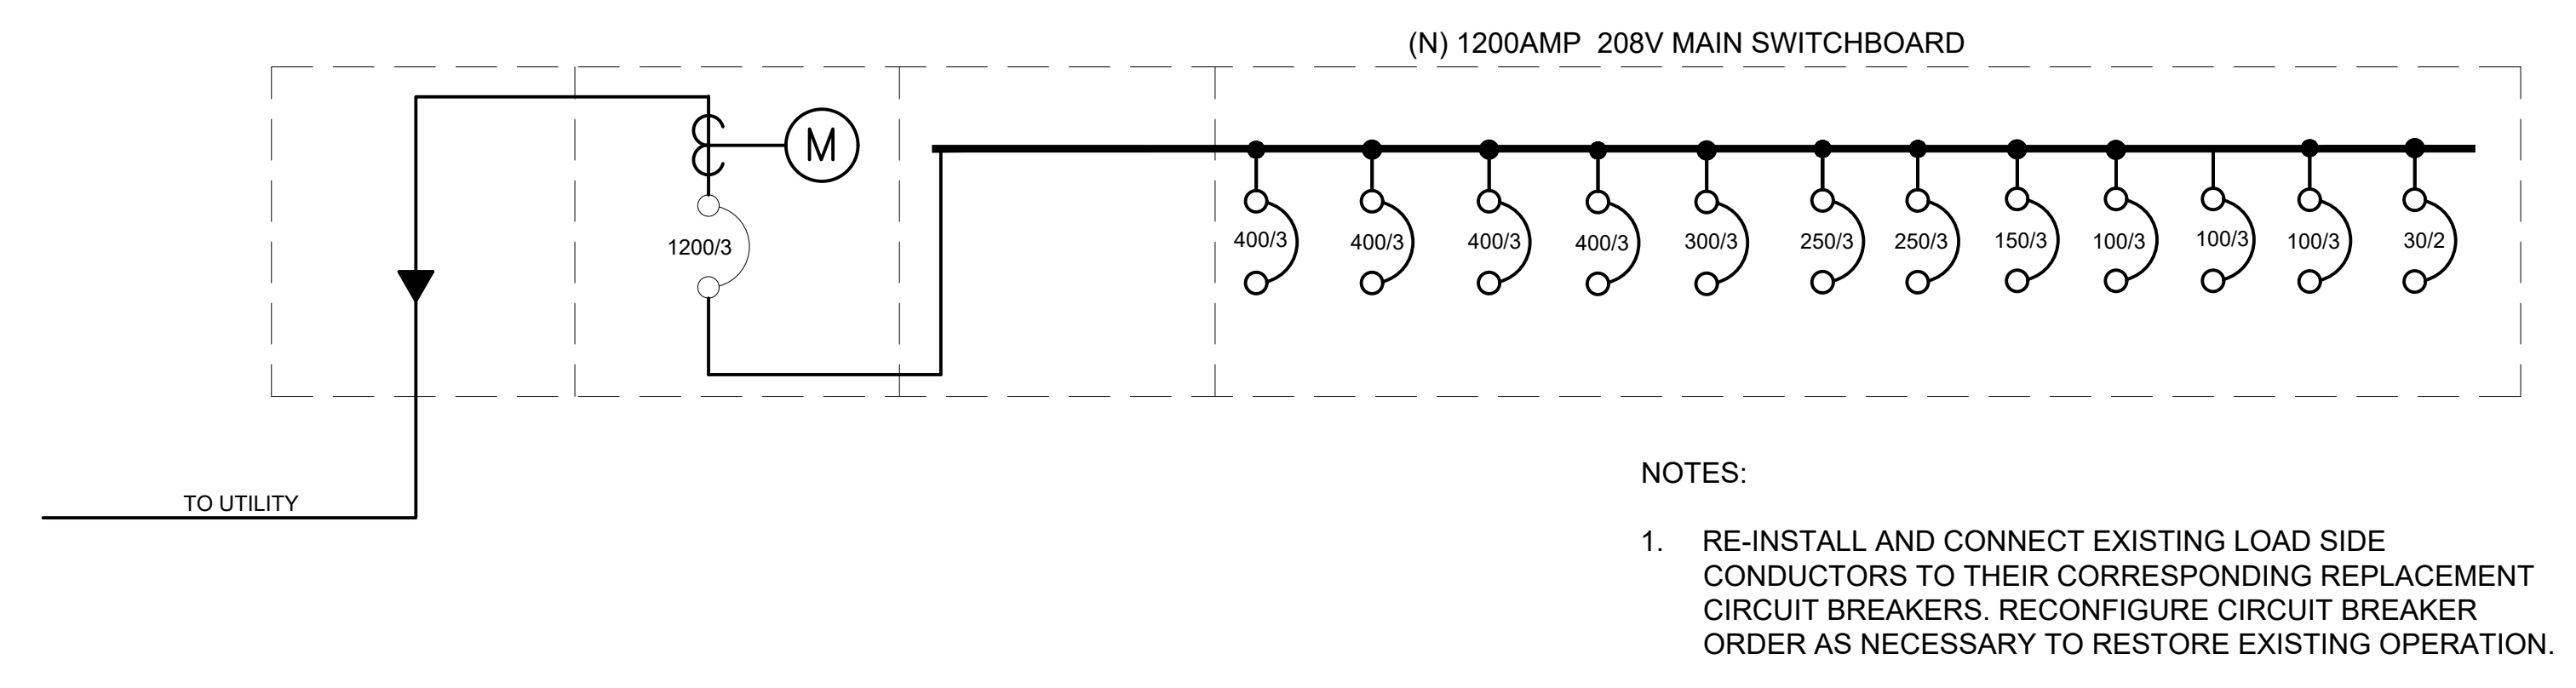 (N) 1200AMP  208V MAIN SWITCHBOARD
M
1200/3
400/3
400/3
400/3
400/3
300/3
250/3
250/3
150/3
100/3
100/3
100/3
30/2
TO UTILITY
NOTES:
1. RE-INSTALL AND CONNECT EXISTING LOAD SIDE
CONDUCTORS TO THEIR CORRESPONDING REPLACEMENT
CIRCUIT BREAKERS. RECONFIGURE CIRCUIT BREAKER
ORDER AS NECESSARY TO RESTORE EXISTING OPERATION.